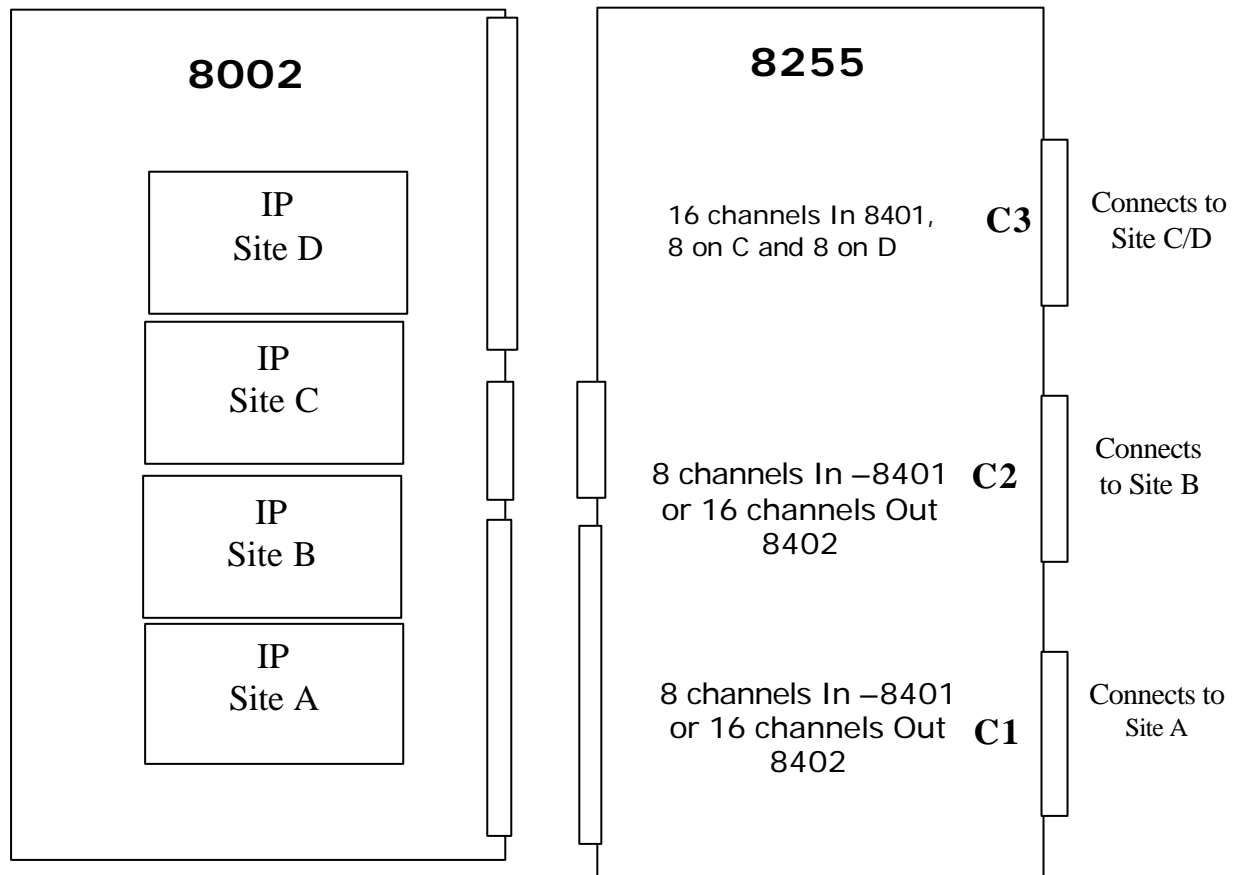 8002
IP
Site D
IP
Site C
IP
Site B
IP
Site A
8255
16 channels In 8401,
8 on C and 8 on D
C3
Connects to
Site C/D
8 channels In –8401
or 16 channels Out
8402
C2
Connects
to Site B
8 channels In –8401
or 16 channels Out
8402
C1
Connects to
Site A